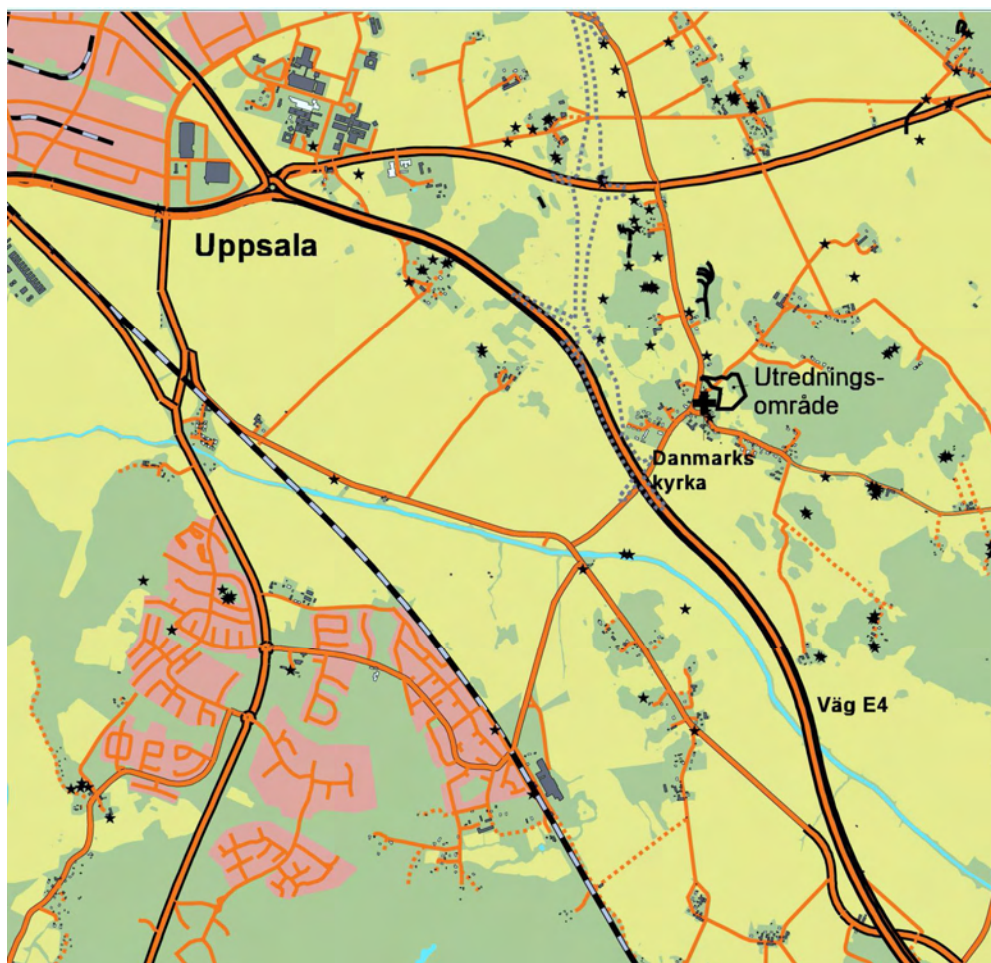 Uppsala
Utrednings-
område
Danmarks
kyrka
Väg E4